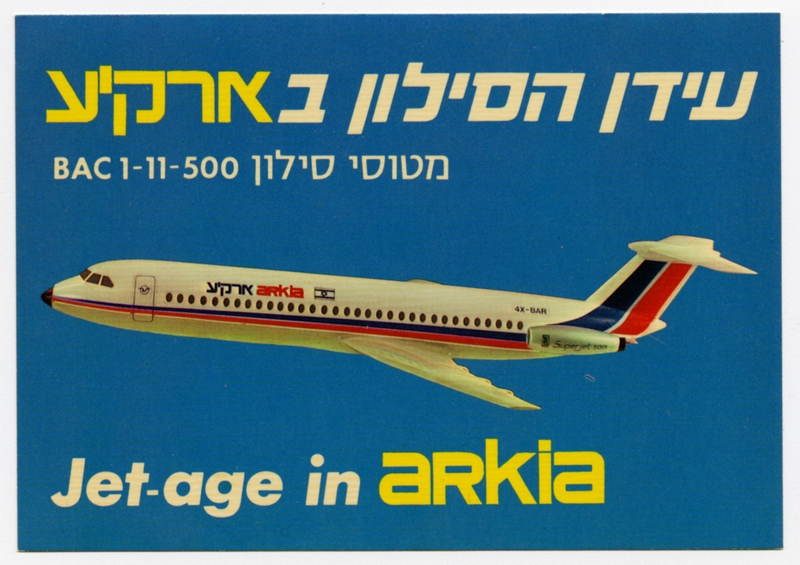 עידן הסילון בארקיע
מטוסי סילון BAC 1-11-500
ארקיע arkia
4X-BAR
Superjet 500
Jet-age in arkia